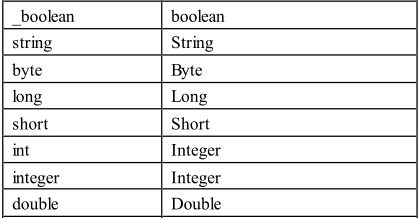 _boolean boolean
string String
byte Byte
long Long
short Short
int Integer
integer Integer
double Double